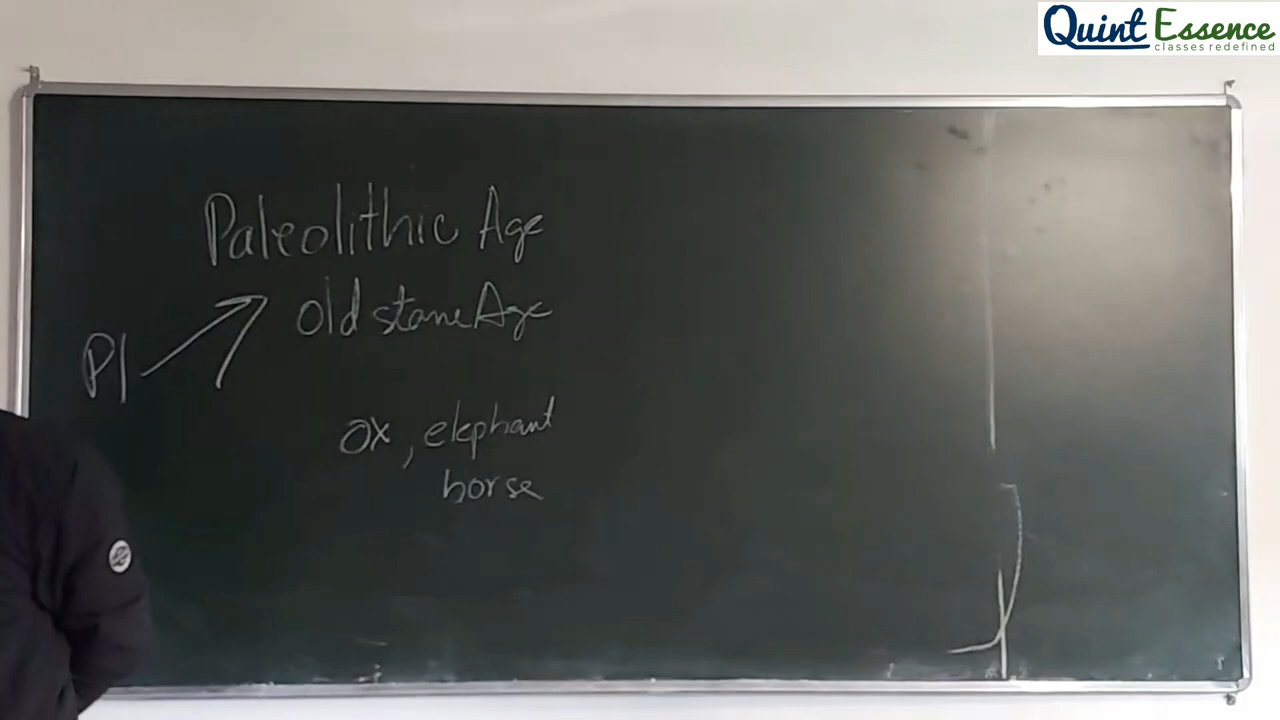 Quint Essence
classes redefined
Paleolithic Age
old stone Age
Pl
ox, elephant
horse